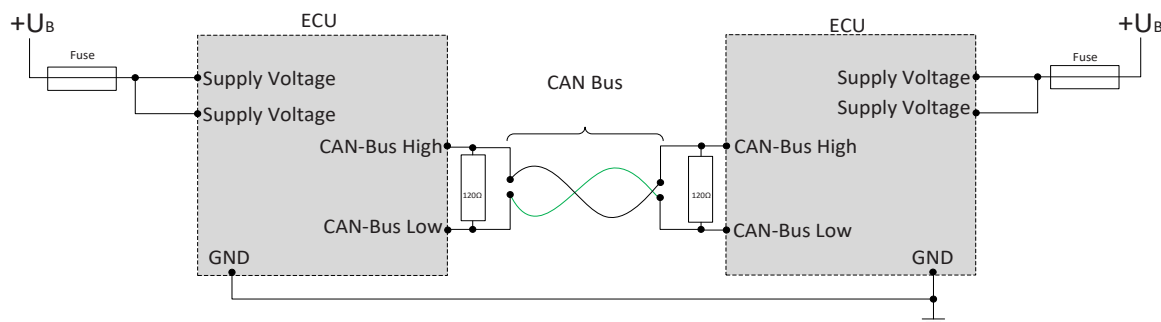 +UB
Fuse
ECU
Supply Voltage
Supply Voltage
CAN-Bus High
120Ω
CAN-Bus Low
GND
CAN Bus
ECU
+UB
Fuse
Supply Voltage
Supply Voltage
CAN-Bus High
120Ω
CAN-Bus Low
GND